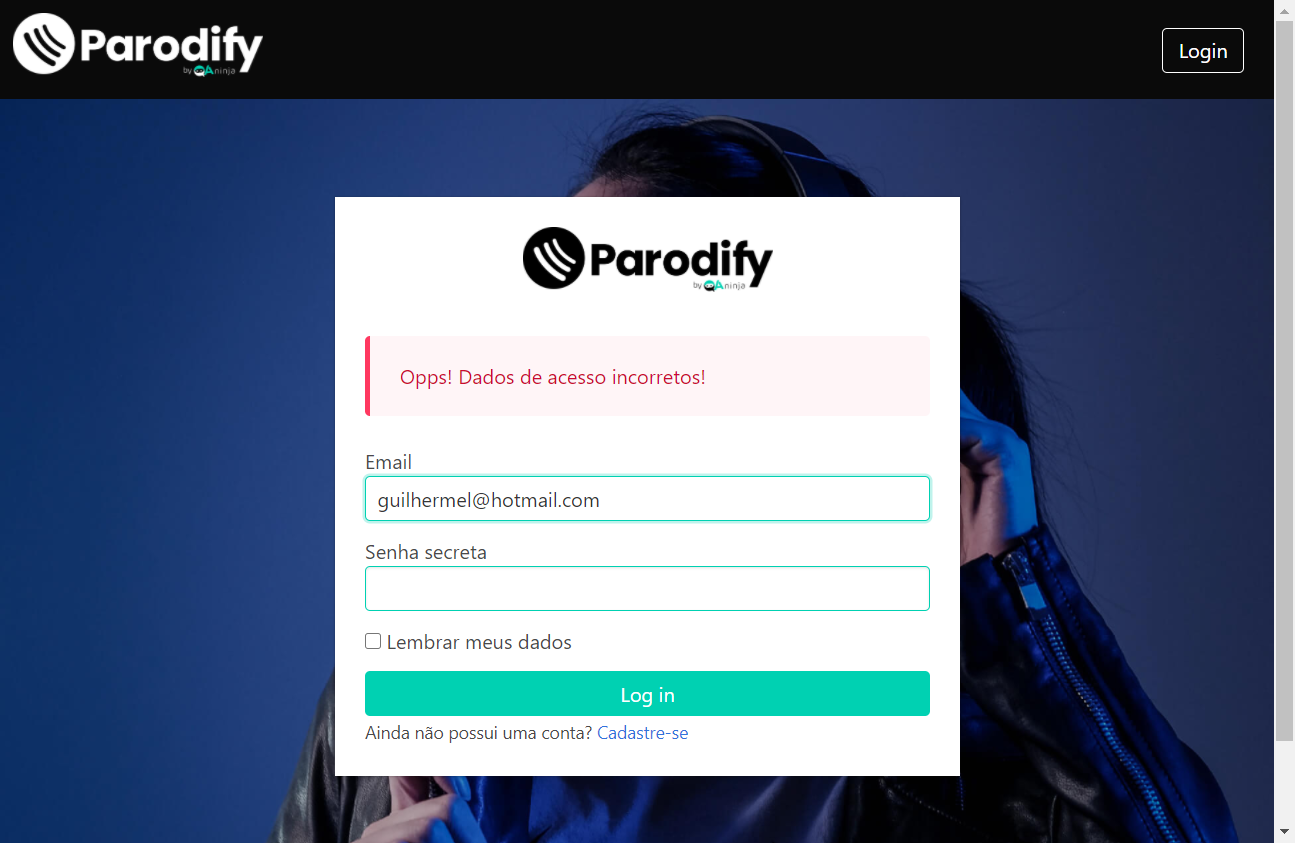 Parodify
by QAninja
Login
Parodify
by QAninja
Opps! Dados de acesso incorretos!
Email
guilhermel@hotmail.com
Senha secreta
Lembrar meus dados
Log in
Ainda não possui uma conta? Cadastre-se